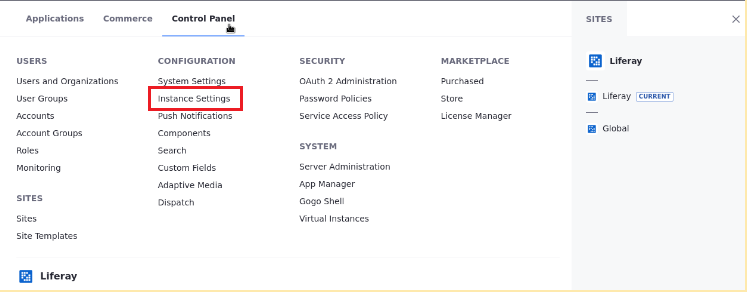 Applications Commerce Control Panel
SITES
USERS
Users and Organizations
User Groups
Accounts
Account Groups
Roles
Monitoring
SITES
Sites
Site Templates
CONFIGURATION
System Settings
Instance Settings
Push Notifications
Components
Search
Custom Fields
Adaptive Media
Dispatch
SECURITY
OAuth 2 Administration
Password Policies
Service Access Policy
SYSTEM
Server Administration
App Manager
Gogo Shell
Virtual Instances
MARKETPLACE
Purchased
Store
License Manager
Liferay
Liferay CURRENT
Global
Liferay